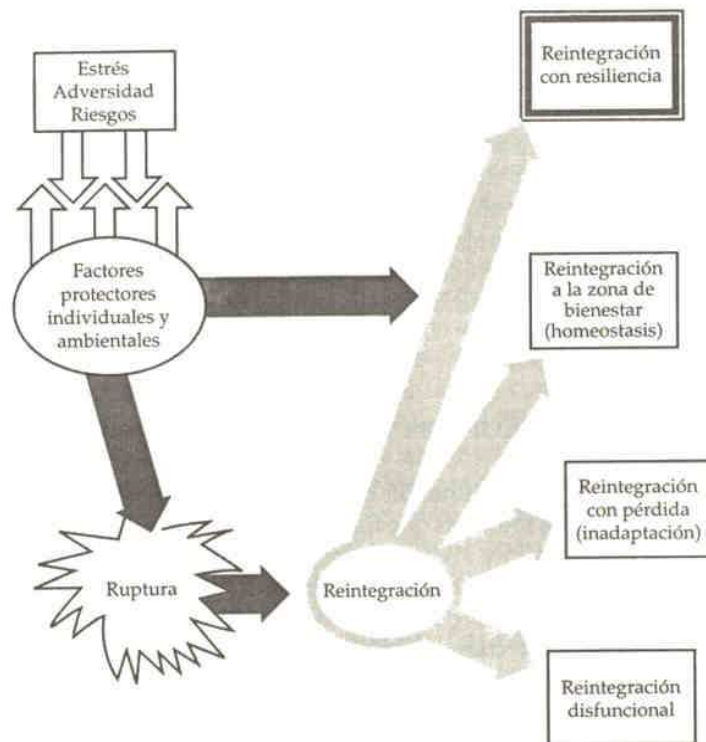 Estrés
Adversidad
Riesgos
Factores
protectores
individuales y
ambientales
Ruptura
Reintegración
Reintegración
con resiliencia
Reintegración
a la zona de
bienestar
(homeostasis)
Reintegración
con pérdida
(inadaptación)
Reintegración
disfuncional